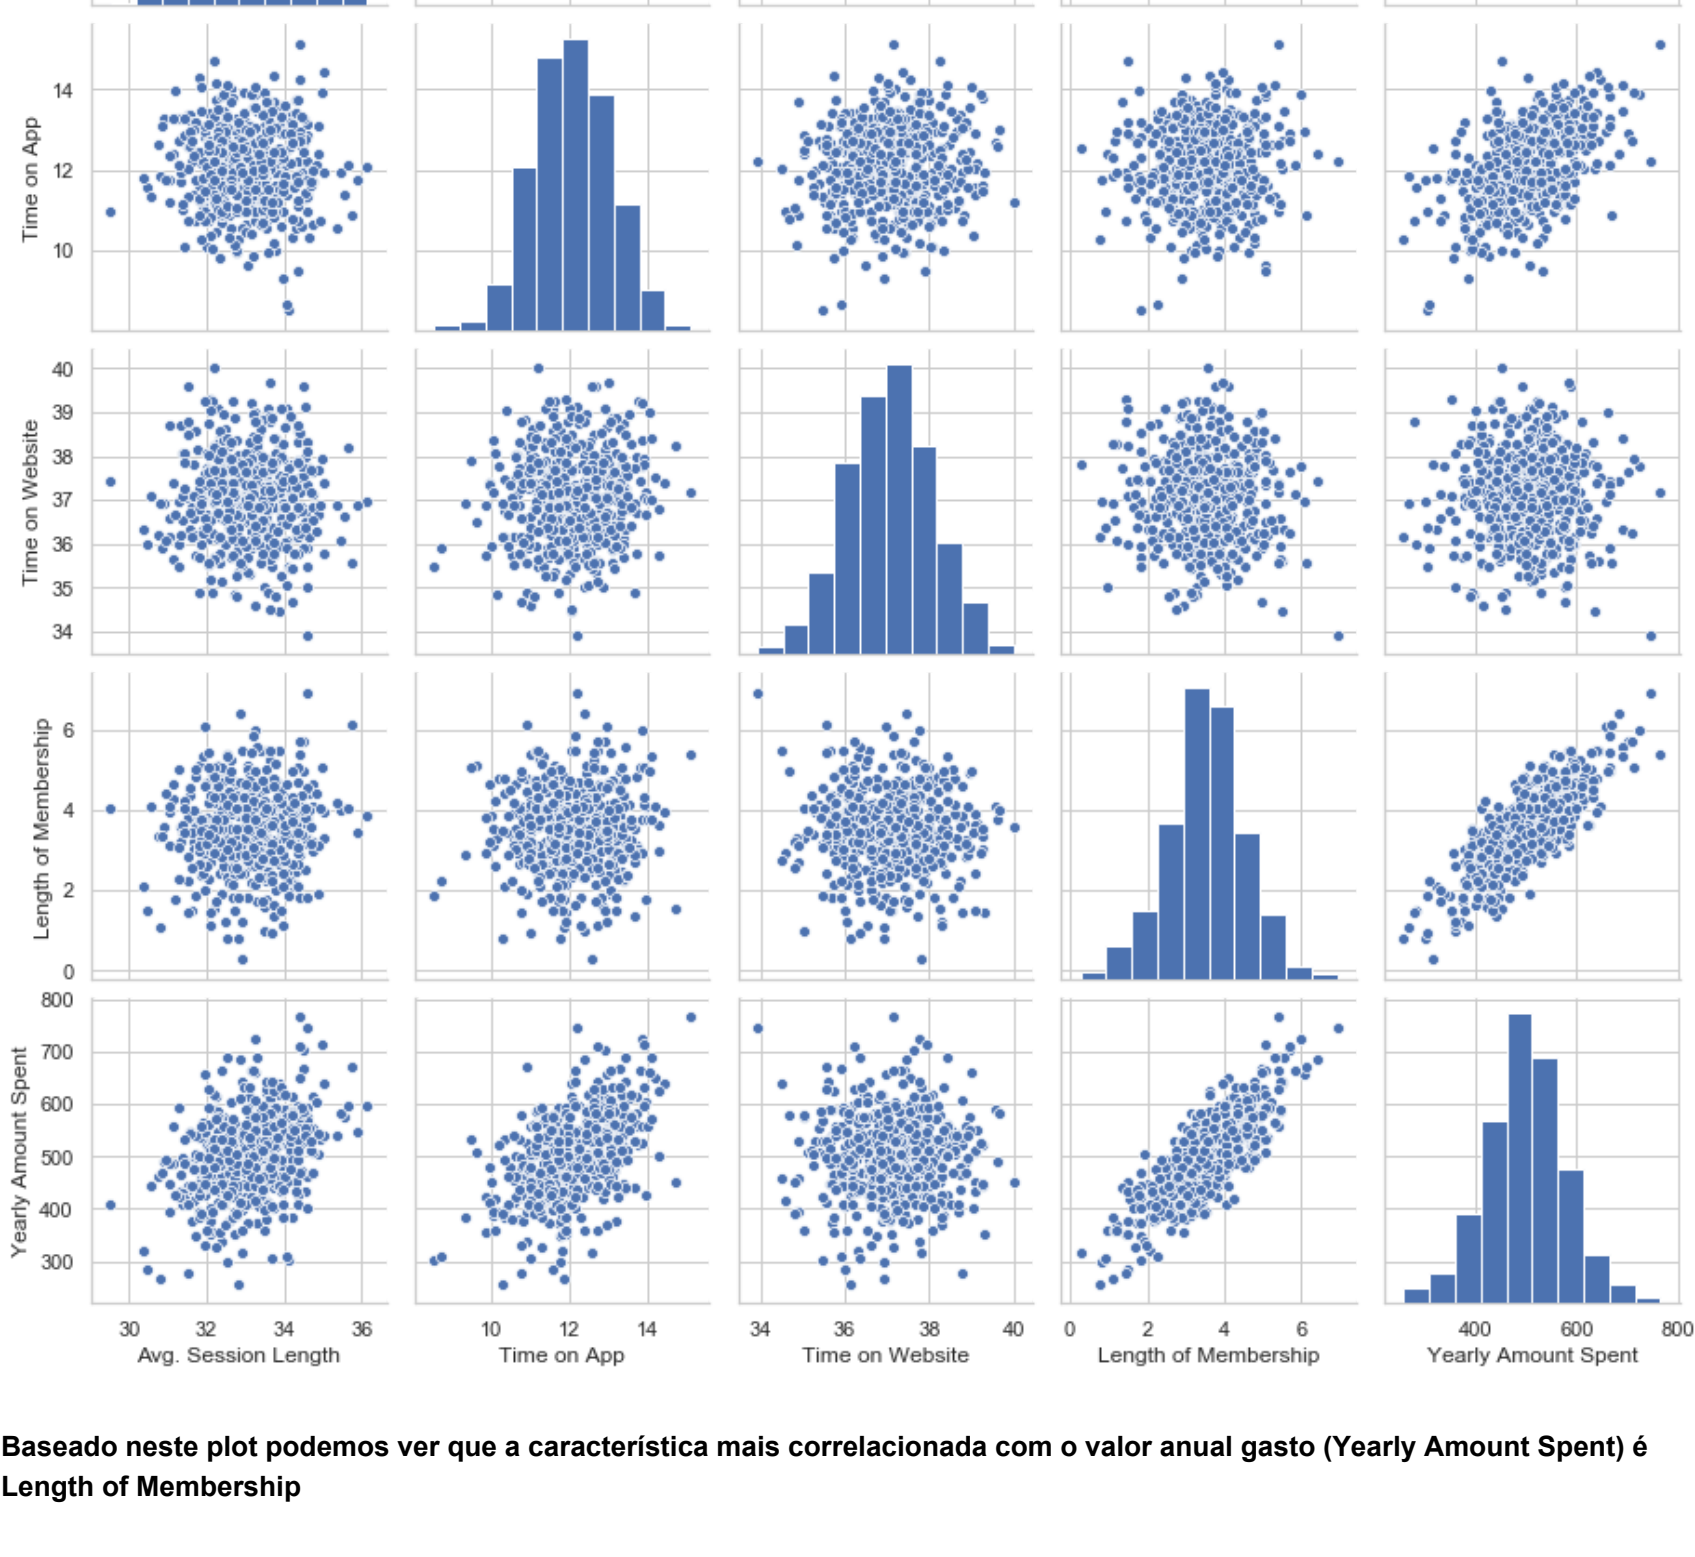 Time on App
14
12
10
Time on Website
40
39
38
37
36
35
34
Length of Membership
6
4
2
0
Yearly Amount Spent
800
700
600
500
400
300
30 32 34 36
10 12 14
34 36 38 40
0 2 4 6
400 600 800
Avg. Session Length
Time on App
Time on Website
Length of Membership
Yearly Amount Spent
Baseado neste plot podemos ver que a característica mais correlacionada com o valor anual gasto (Yearly Amount Spent) é
Length of Membership